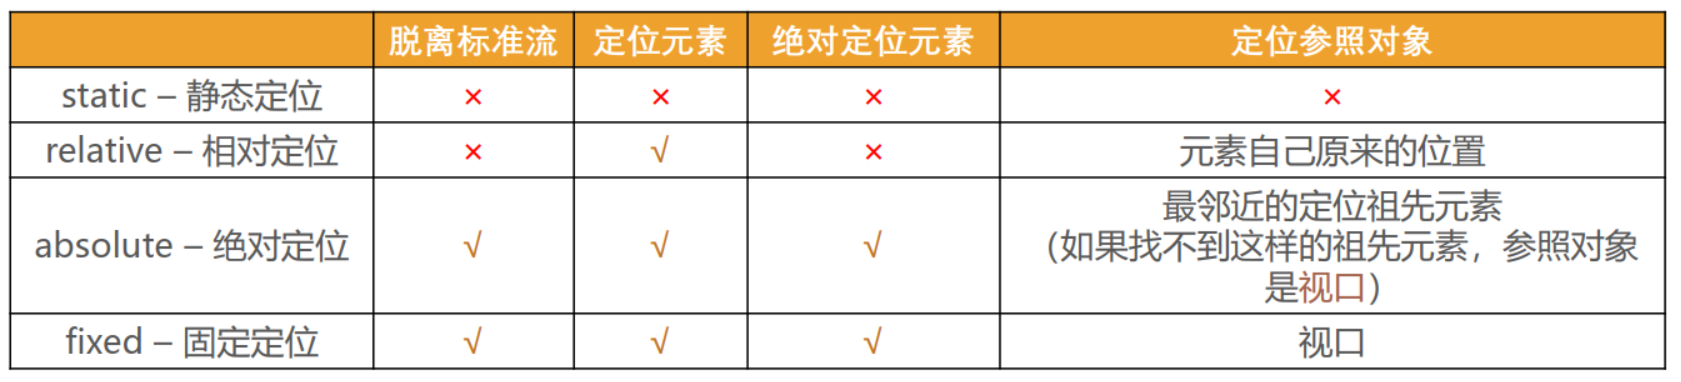 脱离标准流 定位元素 绝对定位元素 定位参照对象
static – 静态定位 × × × ×
relative – 相对定位 × √ × 元素自己原来的位置
absolute – 绝对定位 √ √ √ 最邻近的定位祖先元素
（如果找不到这样的祖先元素，参照对象
是视口）
fixed – 固定定位 √ √ √ 视口